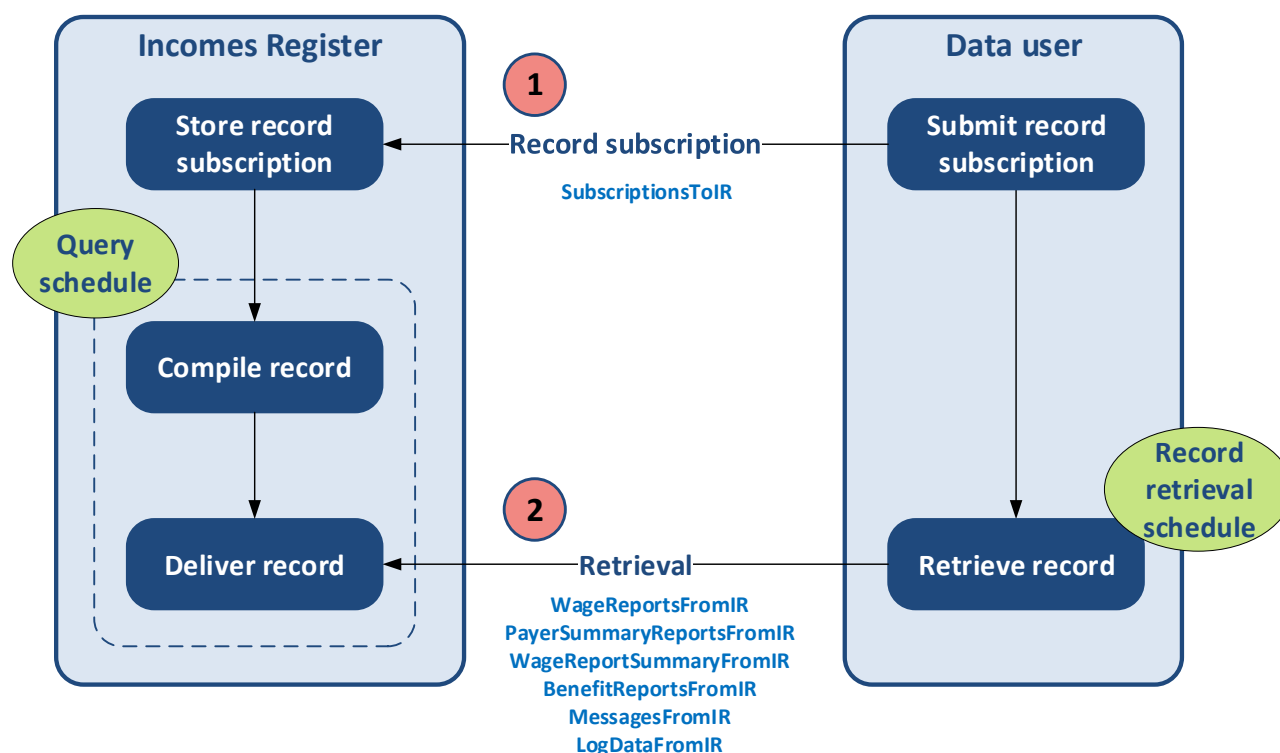 Incomes Register
Data user
1
Store record
subscription
Record subscription
Submit record
subscription
SubscriptionsToIR
Query
schedule
Compile record
Record
retrieval
schedule
2
Deliver record
Retrieval
Retrieve record
WageReportsFromIR
PayerSummaryReportsFromIR
WageReportSummaryFromIR
BenefitReportsFromIR
MessagesFromIR
LogDataFromIR